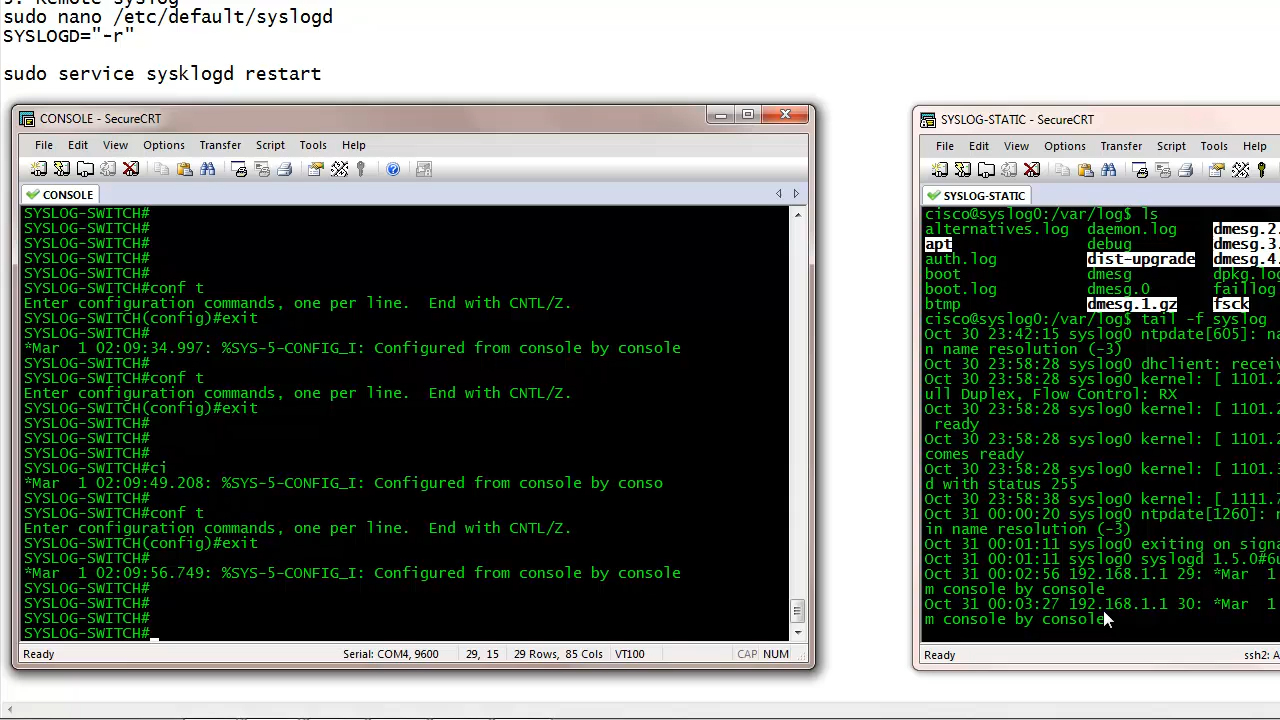 3. Remote syslog
sudo nano /etc/default/syslogd
SYSLOGD="-r"
sudo service sysklogd restart
CONSOLE - SecureCRT
File Edit View Options Transfer Script Tools Help
CONSOLE
SYSLOG-SWITCH#
SYSLOG-SWITCH#
SYSLOG-SWITCH#
SYSLOG-SWITCH#
SYSLOG-SWITCH#
SYSLOG-SWITCH#conf t
Enter configuration commands, one per line.  End with CNTL/Z.
SYSLOG-SWITCH(config)#exit
SYSLOG-SWITCH#
*Mar  1 02:09:34.997: %SYS-5-CONFIG_I: Configured from console by console
SYSLOG-SWITCH#
SYSLOG-SWITCH#conf t
Enter configuration commands, one per line.  End with CNTL/Z.
SYSLOG-SWITCH(config)#exit
SYSLOG-SWITCH#
SYSLOG-SWITCH#
SYSLOG-SWITCH#
SYSLOG-SWITCH#ci
*Mar  1 02:09:49.208: %SYS-5-CONFIG_I: Configured from console by conso
SYSLOG-SWITCH#
SYSLOG-SWITCH#conf t
Enter configuration commands, one per line.  End with CNTL/Z.
SYSLOG-SWITCH(config)#exit
SYSLOG-SWITCH#
*Mar  1 02:09:56.749: %SYS-5-CONFIG_I: Configured from console by console
SYSLOG-SWITCH#
SYSLOG-SWITCH#
SYSLOG-SWITCH#
SYSLOG-SWITCH#
Ready Serial: COM4, 9600 29, 15 29 Rows, 85 Cols VT100 CAP NUM
SYSLOG-STATIC - SecureCRT
File Edit View Options Transfer Script Tools Help
SYSLOG-STATIC
cisco@syslog0:/var/log$ ls
alternatives.log daemon.log dmesg.2.
apt debug dmesg.3.
auth.log dist-upgrade dmesg.4.
boot dmesg dpkg.log
boot.log dmesg.0 faillog
btmp dmesg.1.gz fsck
cisco@syslog0:/var/log$ tail -f syslog
Oct 30 23:42:15 syslog0 ntpdate[605]: na
n name resolution (-3)
Oct 30 23:58:28 syslog0 dhclient: receiv
Oct 30 23:58:28 syslog0 kernel: [ 1101.2
ull Duplex, Flow Control: RX
Oct 30 23:58:28 syslog0 kernel: [ 1101.2
 ready
Oct 30 23:58:28 syslog0 kernel: [ 1101.2
comes ready
Oct 30 23:58:28 syslog0 kernel: [ 1101.3
d with status 255
Oct 30 23:58:38 syslog0 kernel: [ 1111.7
Oct 31 00:00:20 syslog0 ntpdate[1260]: n
in name resolution (-3)
Oct 31 00:01:11 syslog0 exiting on signa
Oct 31 00:01:11 syslog0 syslogd 1.5.0#6u
Oct 31 00:02:56 192.168.1.1 29: *Mar  1
m console by console
Oct 31 00:03:27 192.168.1.1 30: *Mar  1
m console by console
Ready ssh2: A